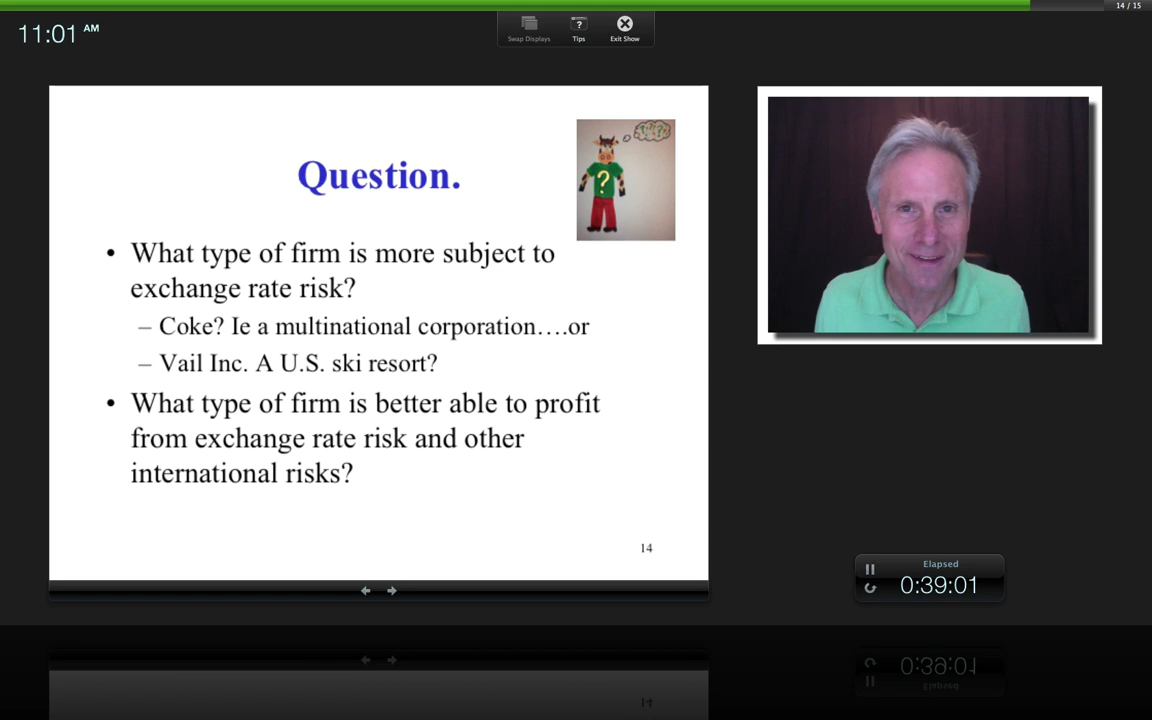 14 / 15
11:01 AM
Swap Displays
Tips
Exit Show
Question.
?
• What type of firm is more subject to
exchange rate risk?
– Coke? Ie a multinational corporation….or
– Vail Inc. A U.S. ski resort?
• What type of firm is better able to profit
from exchange rate risk and other
international risks?
14
Elapsed
0:39:01